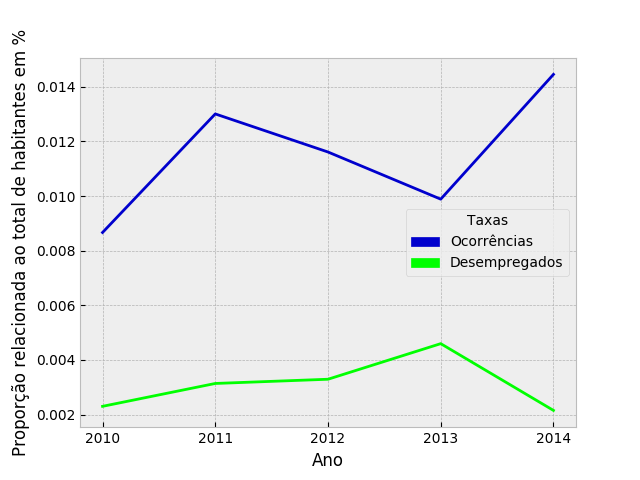 Proporção relacionada ao total de habitantes em %
0.014
0.012
0.010
0.008
0.006
0.004
0.002
Taxas
Ocorrências
Desempregados
2010 2011 2012 2013 2014
Ano